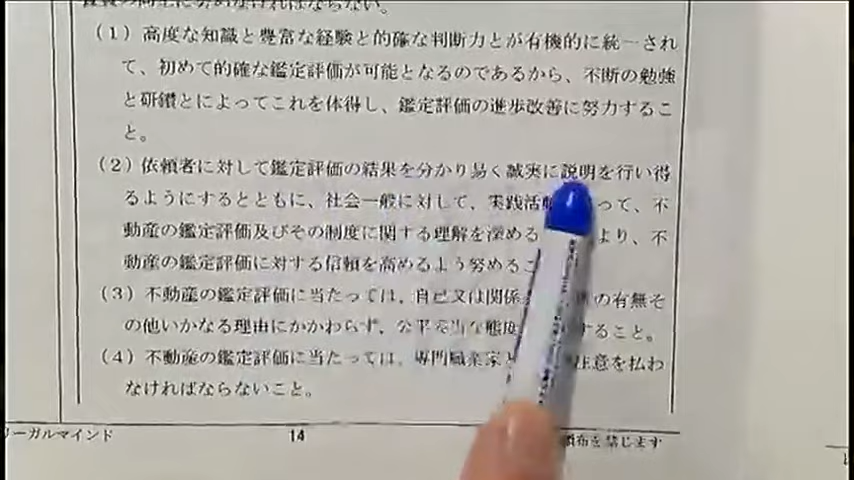 資質の向上に努めなければならない。
(1) 高度な知識と豊富な経験と的確な判断力とが有機的に統一され
て、初めて的確な鑑定評価が可能となるのであるから、不断の勉強
と研鑽とによってこれを体得し、鑑定評価の進歩改善に努力するこ
と。
(2) 依頼者に対して鑑定評価の結果を分かり易く誠実に説明を行い得
るようにするとともに、社会一般に対して、実践活 って、不
動産の鑑定評価及びその制度に関する理解を深める より、不
動産の鑑定評価に対する信頼を高めるよう努めるこ
(3) 不動産の鑑定評価に当たっては、自己又は関係 の有無そ
の他いかなる理由にかかわらず、公平妥当な態度 すること。
(4) 不動産の鑑定評価に当たっては、専門職業家と 注意を払わ
なければならないこと。
リーガルマインド 14 頒布を禁じます